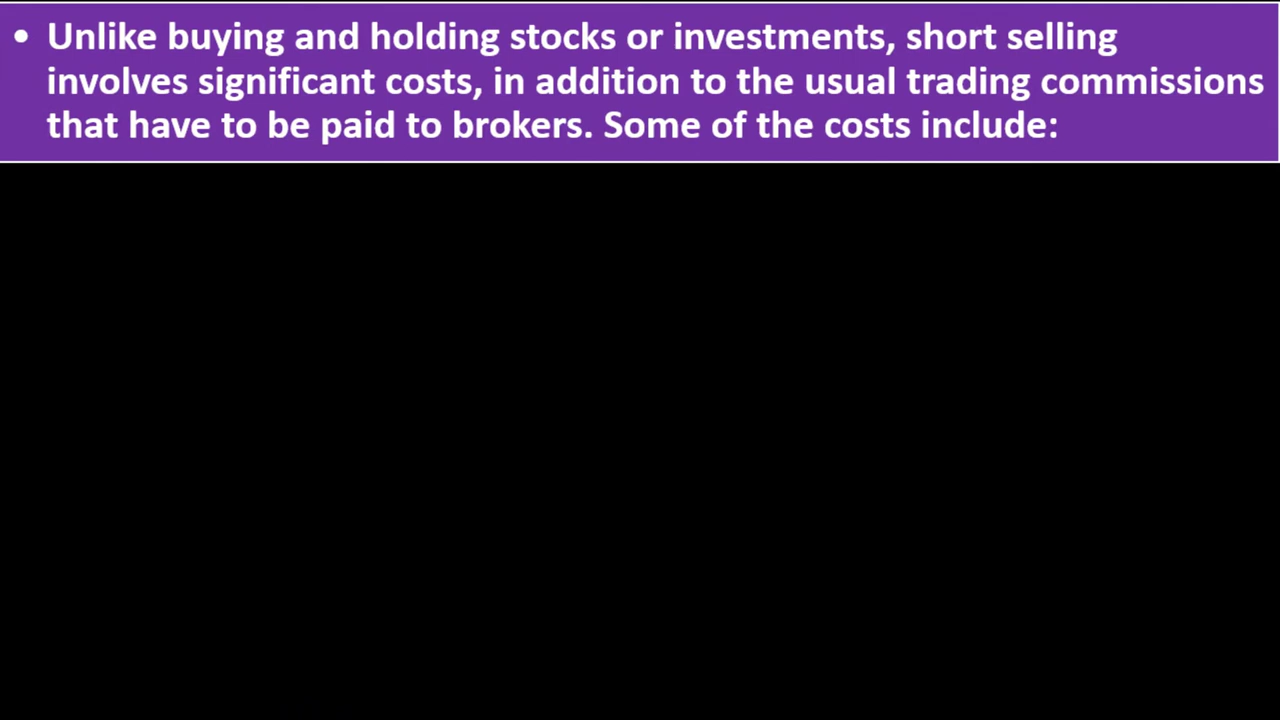 • Unlike buying and holding stocks or investments, short selling
involves significant costs, in addition to the usual trading commissions
that have to be paid to brokers. Some of the costs include: